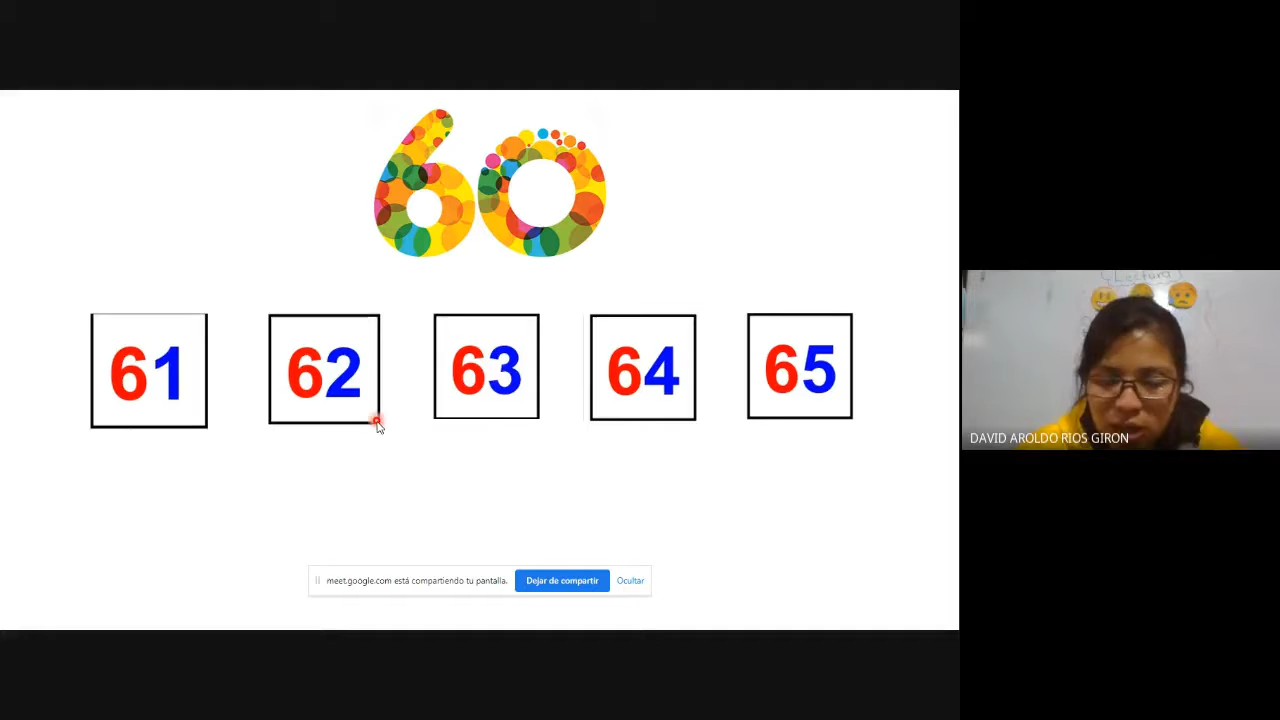 60
61 62 63 64 65
meet.google.com está compartiendo tu pantalla. Dejar de compartir Ocultar
Lectura
DAVID AROLDO RIOS GIRON